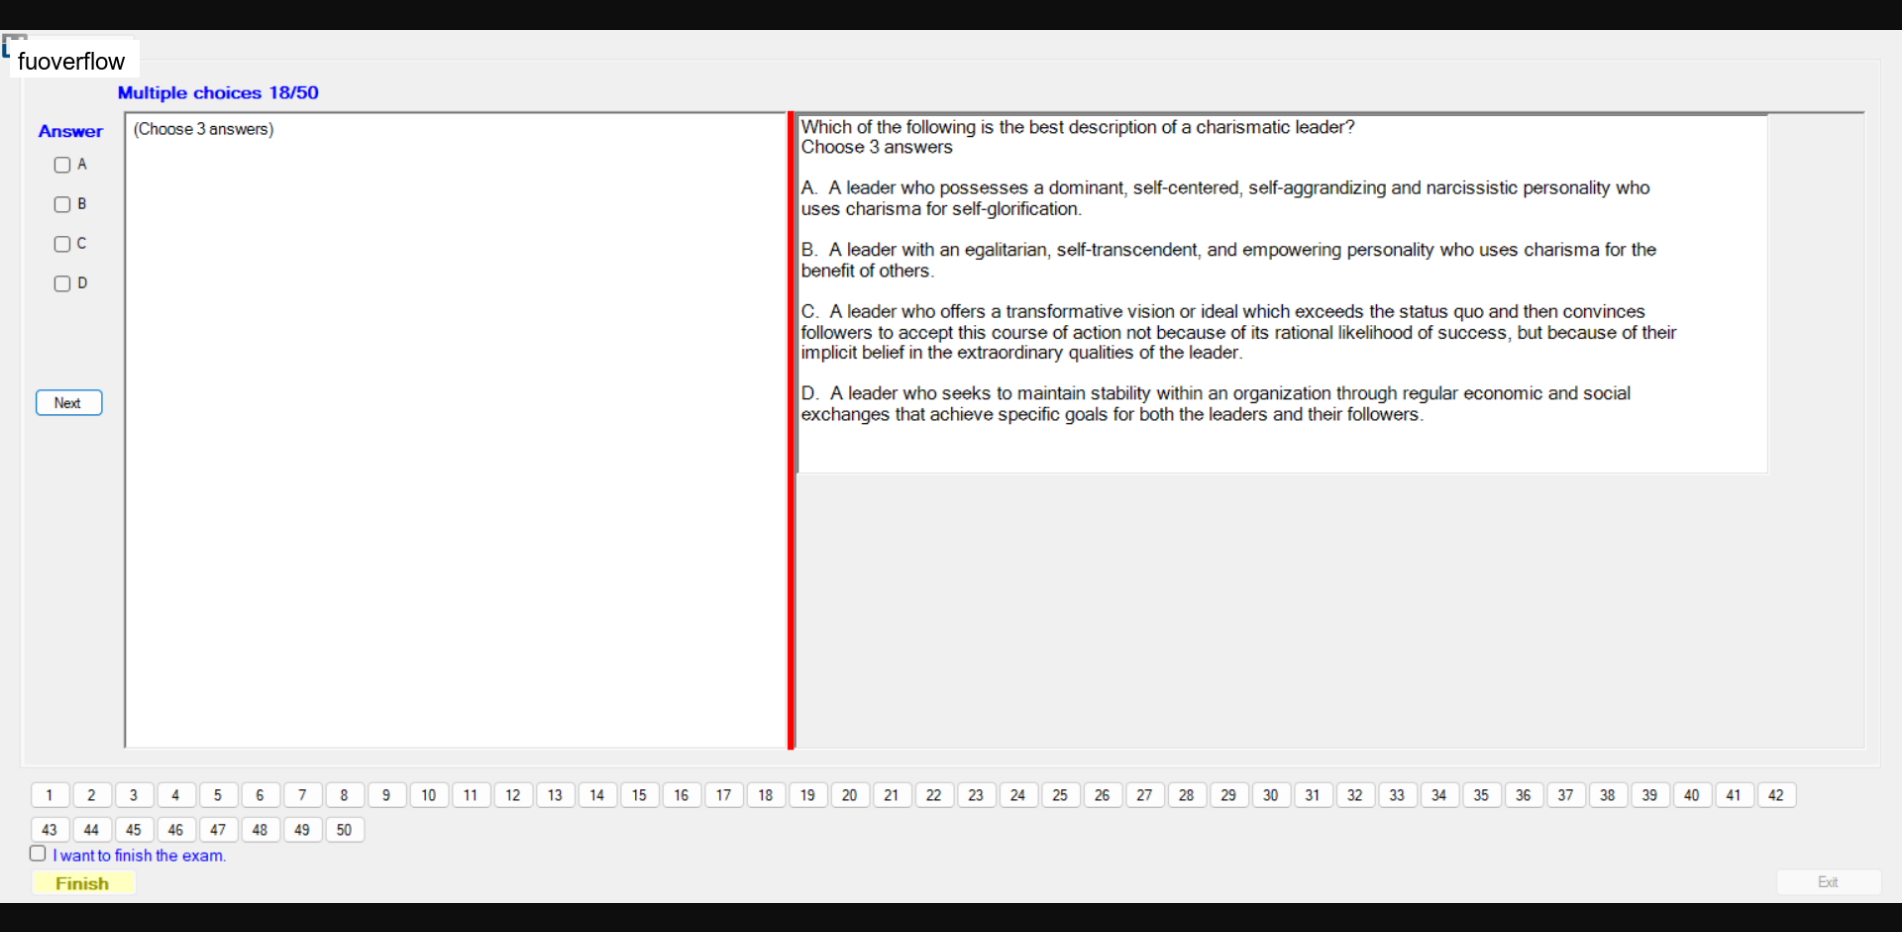 fuoverflow
Multiple choices 18/50
Answer
A
B
C
D
Next
(Choose 3 answers)
Which of the following is the best description of a charismatic leader?
Choose 3 answers
A. A leader who possesses a dominant, self-centered, self-aggrandizing and narcissistic personality who
uses charisma for self-glorification.
B. A leader with an egalitarian, self-transcendent, and empowering personality who uses charisma for the
benefit of others.
C. A leader who offers a transformative vision or ideal which exceeds the status quo and then convinces
followers to accept this course of action not because of its rational likelihood of success, but because of their
implicit belief in the extraordinary qualities of the leader.
D. A leader who seeks to maintain stability within an organization through regular economic and social
exchanges that achieve specific goals for both the leaders and their followers.
1 2 3 4 5 6 7 8 9 10 11 12 13 14 15 16 17 18 19 20 21 22 23 24 25 26 27 28 29 30 31 32 33 34 35 36 37 38 39 40 41 42
43 44 45 46 47 48 49 50
I want to finish the exam.
Finish
Exit